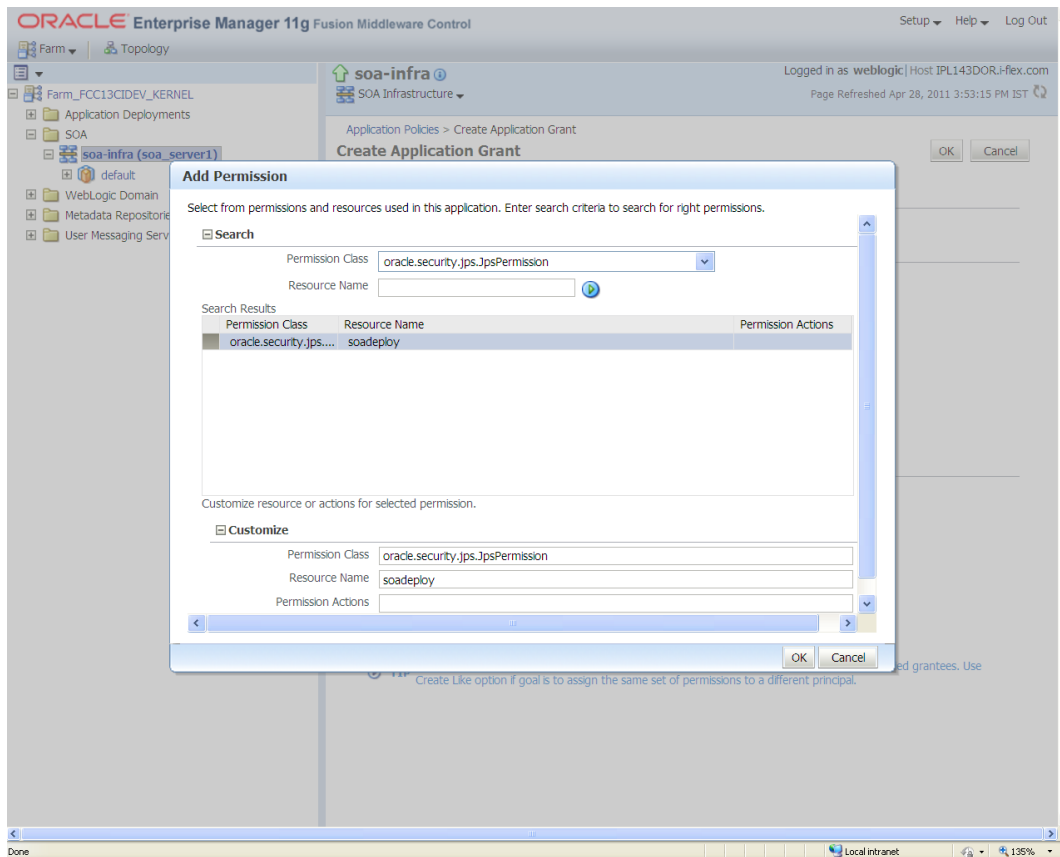 ORACLE Enterprise Manager 11g Fusion Middleware Control
Setup Help Log Out
Farm Topology
Farm_FCC13CIDEV_KERNEL
Application Deployments
SOA
soa-infra (soa_server1)
default
WebLogic Domain
Metadata Repositorie
User Messaging Serv
soa-infra
SOA Infrastructure
Logged in as weblogic | Host IPL143DOR.i-flex.com
Page Refreshed Apr 28, 2011 3:53:15 PM IST
Application Policies > Create Application Grant
Create Application Grant
OK Cancel
Add Permission
Select from permissions and resources used in this application. Enter search criteria to search for right permissions.
Search
Permission Class oracle.security.jps.JpsPermission
Resource Name
Search Results
Permission Class Resource Name Permission Actions
oracle.security.jps.... soadeploy
Customize resource or actions for selected permission.
Customize
Permission Class oracle.security.jps.JpsPermission
Resource Name soadeploy
Permission Actions
OK Cancel
TIP ed grantees. Use
Create Like option if goal is to assign the same set of permissions to a different principal.
Done Local intranet 135%